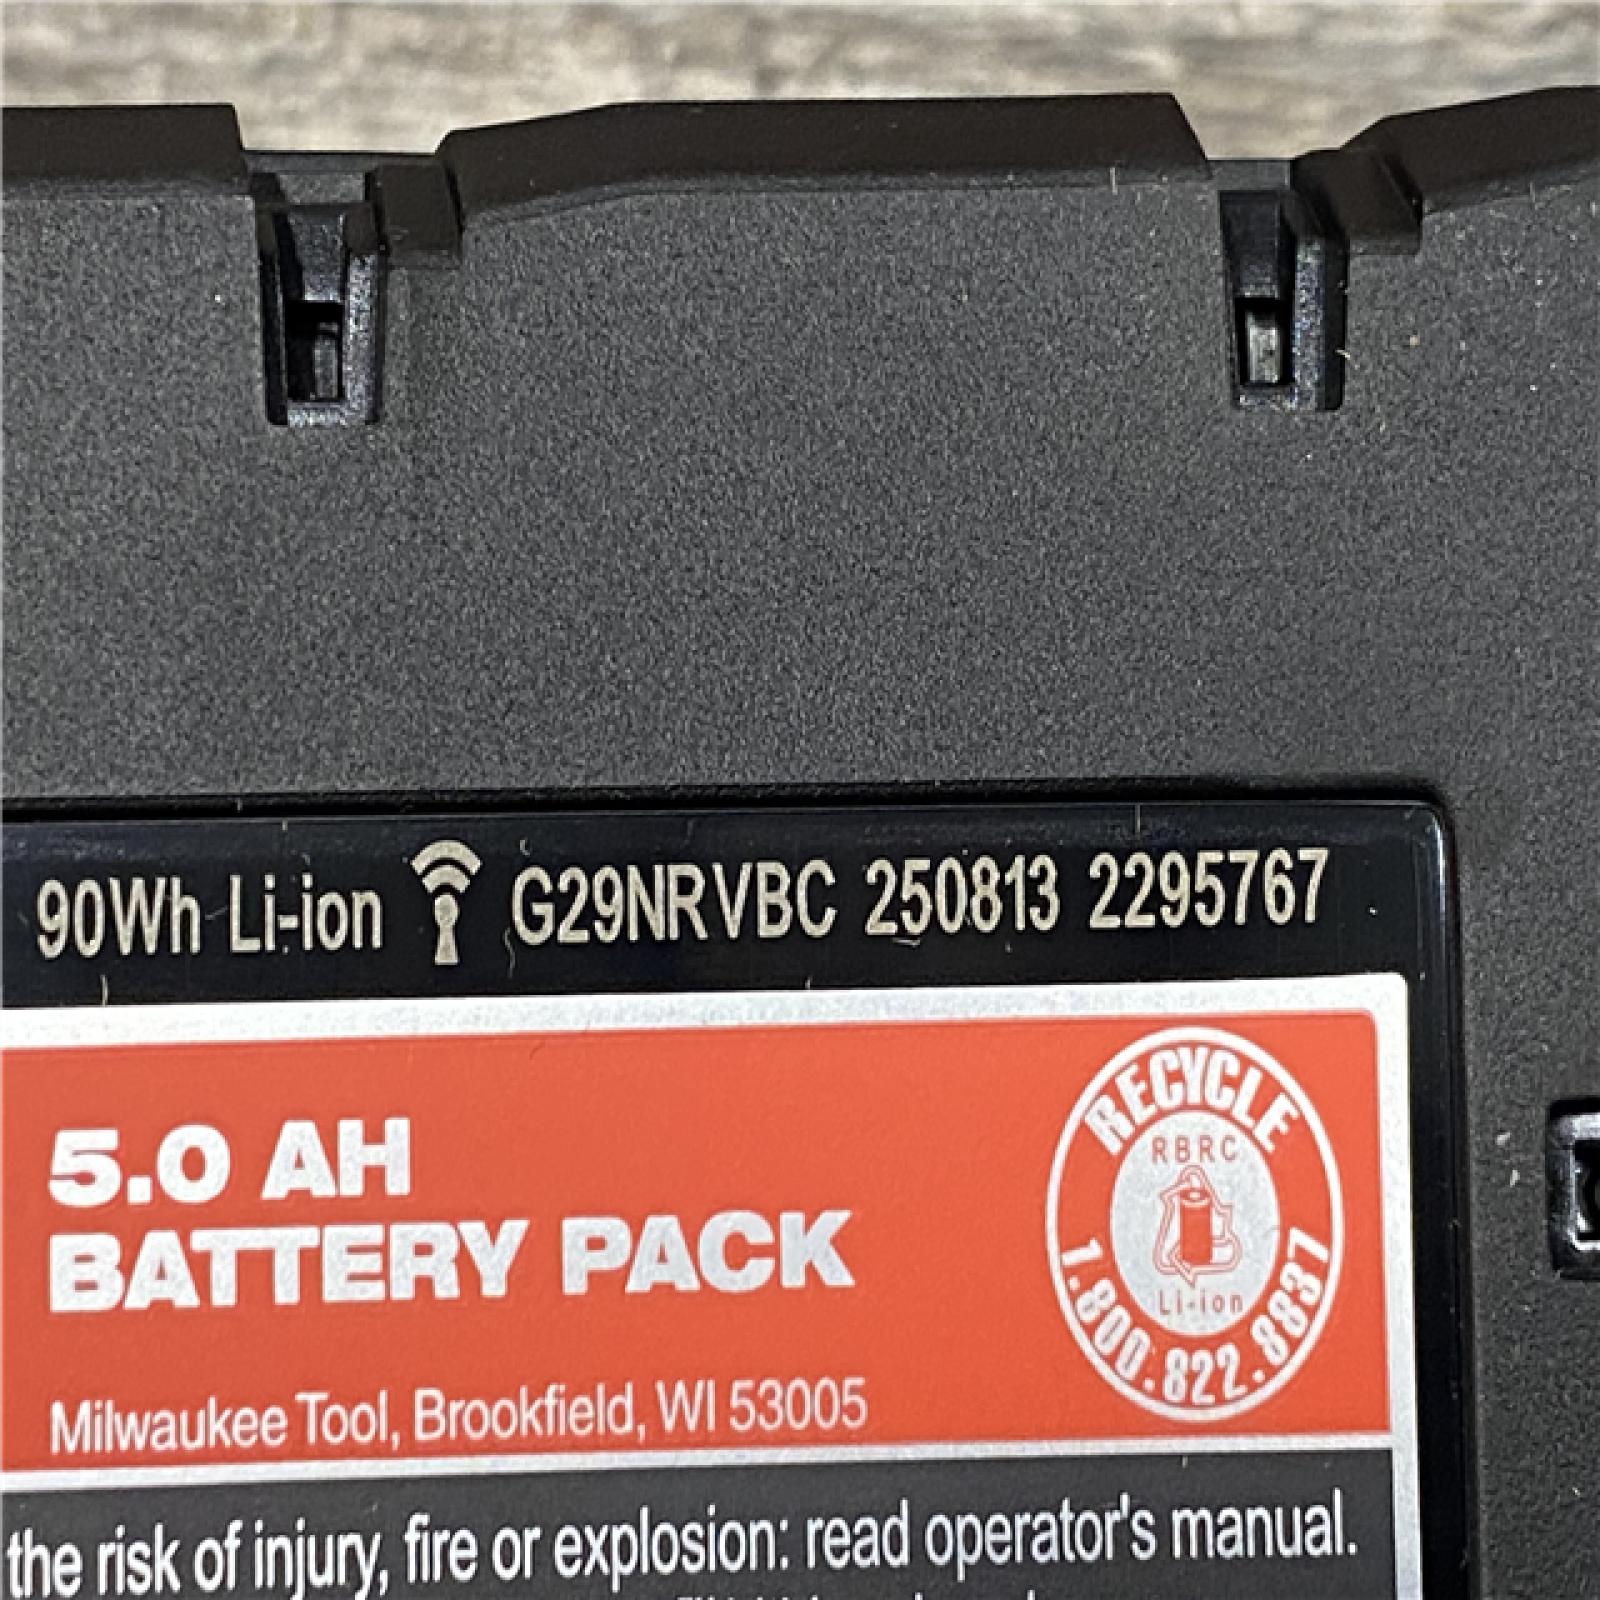 90Wh Li-ion G29NRVBC 250813 2295767
5.0 AH
BATTERY PACK
Milwaukee Tool, Brookfield, WI 53005
RECYCLE
RBRC
Li-ion
1.800.822.8837
the risk of injury, fire or explosion: read operator's manual.